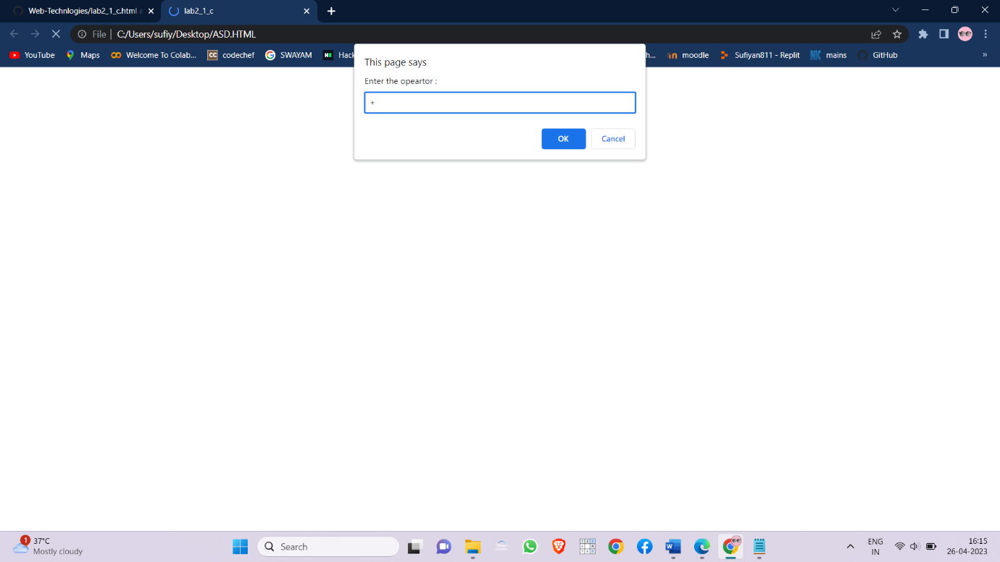 Web-Technlogies/lab2_1_c.html a
lab2_1_c
File
C:/Users/sufiy/Desktop/ASD.HTML
YouTube
Maps
Welcome To Colab...
CC codechef
SWAYAM
Hack
h...
moodle
Sufiyan811 - Replit
mains
GitHub
»
This page says
Enter the opeartor :
+
OK
Cancel
1
37°C
Mostly cloudy
Search
ENG
IN
16:15
26-04-2023